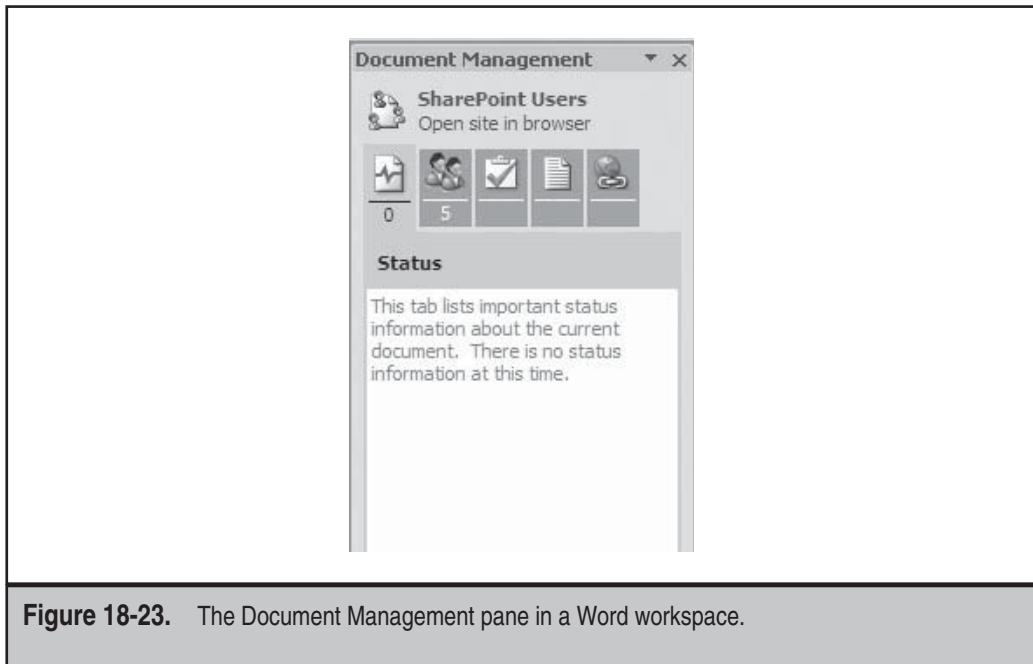 Document Management
SharePoint Users
Open site in browser
0
5
Status
This tab lists important status
information about the current
document. There is no status
information at this time.
Figure 18-23. The Document Management pane in a Word workspace.